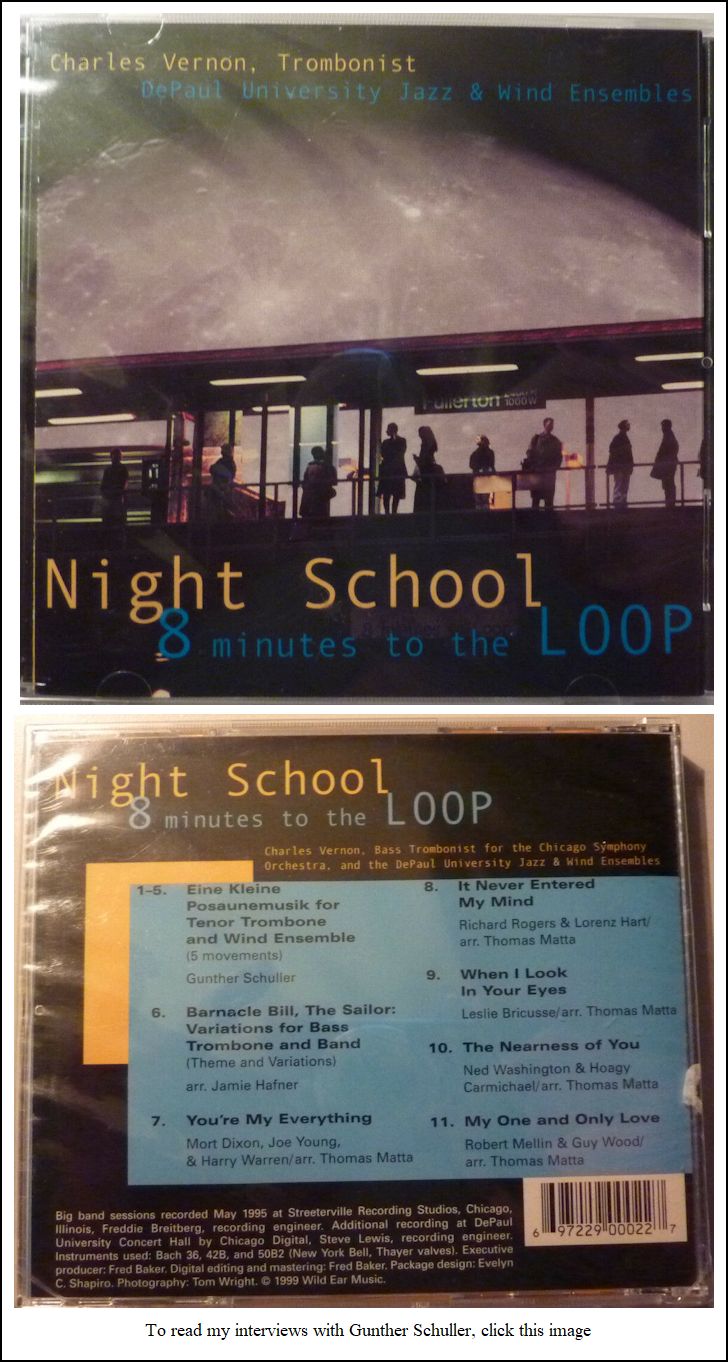 Charles Vernon, Trombonist
DePaul University Jazz & Wind Ensembles
Fullerton 2400 N
1000W
Night School
8 minutes to the LOOP
Night School
8 minutes to the LOOP
Charles Vernon, Bass Trombonist for the Chicago Symphony
Orchestra, and the DePaul University Jazz & Wind Ensembles
1-5. Eine Kleine
Posaunemusik for
Tenor Trombone
and Wind Ensemble
(5 movements)
Gunther Schuller
6. Barnacle Bill, The Sailor:
Variations for Bass
Trombone and Band
(Theme and Variations)
arr. Jamie Hafner
7. You're My Everything
Mort Dixon, Joe Young,
& Harry Warren/arr. Thomas Matta
8. It Never Entered
My Mind
Richard Rogers & Lorenz Hart/
arr. Thomas Matta
9. When I Look
In Your Eyes
Leslie Bricusse/arr. Thomas Matta
10. The Nearness of You
Ned Washington & Hoagy
Carmichael/arr. Thomas Matta
11. My One and Only Love
Robert Mellin & Guy Wood/
arr. Thomas Matta
Big band sessions recorded May 1995 at Streeterville Recording Studios, Chicago,
Illinois, Freddie Breitberg, recording engineer. Additional recording at DePaul
University Concert Hall by Chicago Digital, Steve Lewis, recording engineer.
Instruments used: Bach 36, 42B, and 50B2 (New York Bell, Thayer valves). Executive
producer: Fred Baker. Digital editing and mastering: Fred Baker. Package design: Evelyn
C. Shapiro. Photography: Tom Wright. © 1999 Wild Ear Music.
6 97229 00022 7
To read my interviews with Gunther Schuller, click this image